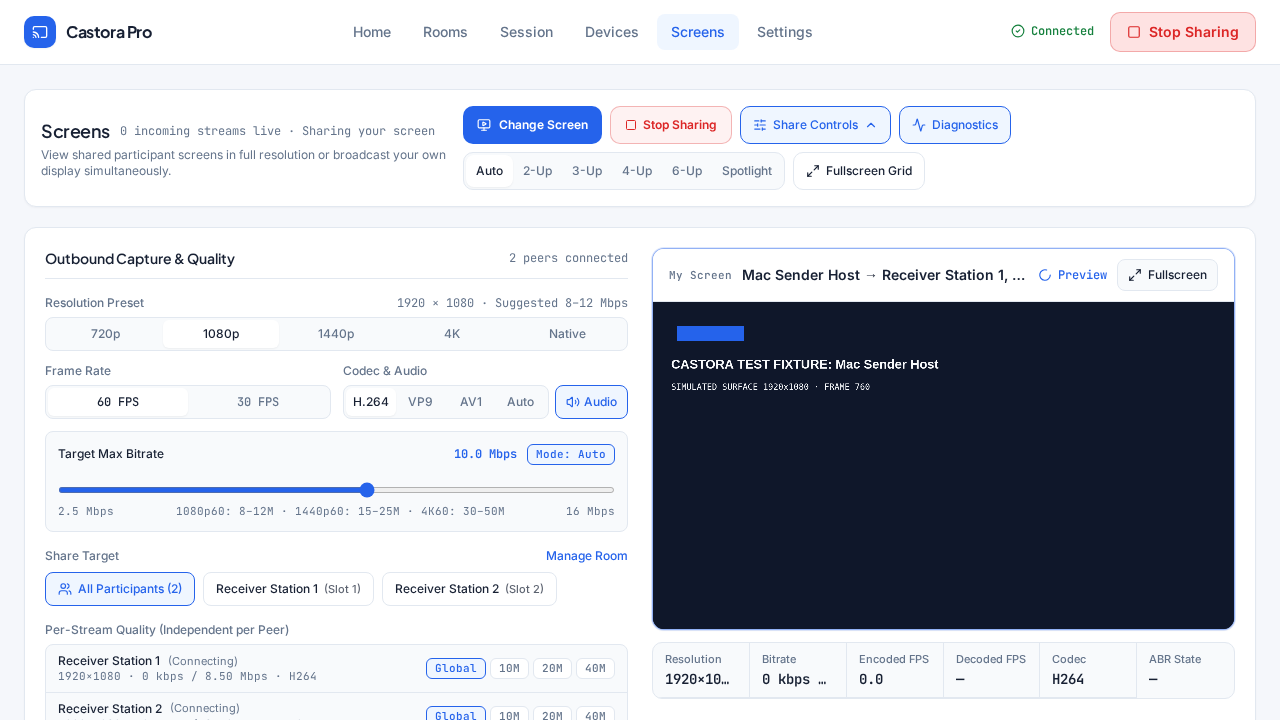 Castora Pro
Home Rooms Session Devices Screens Settings
Connected
Stop Sharing
Screens 0 incoming streams live · Sharing your screen
View shared participant screens in full resolution or broadcast your own
display simultaneously.
Change Screen Stop Sharing Share Controls Diagnostics
Auto 2-Up 3-Up 4-Up 6-Up Spotlight Fullscreen Grid
Outbound Capture & Quality 2 peers connected
Resolution Preset 1920 × 1080 · Suggested 8–12 Mbps
720p 1080p 1440p 4K Native
Frame Rate
60 FPS 30 FPS
Codec & Audio
H.264 VP9 AV1 Auto Audio
Target Max Bitrate 10.0 Mbps Mode: Auto
2.5 Mbps 1080p60: 8–12M · 1440p60: 15–25M · 4K60: 30–50M 16 Mbps
Share Target Manage Room
All Participants (2) Receiver Station 1 (Slot 1) Receiver Station 2 (Slot 2)
Per-Stream Quality (Independent per Peer)
Receiver Station 1 (Connecting)
1920×1080 · 0 kbps / 8.50 Mbps · H264
Global 10M 20M 40M
Receiver Station 2 (Connecting)
Global 10M 20M 40M
My Screen Mac Sender Host → Receiver Station 1, ... Preview Fullscreen
CASTORA TEST FIXTURE: Mac Sender Host
SIMULATED SURFACE 1920x1080 · FRAME 760
Resolution Bitrate Encoded FPS Decoded FPS Codec ABR State
1920×10… 0 kbps … 0.0 — H264 —